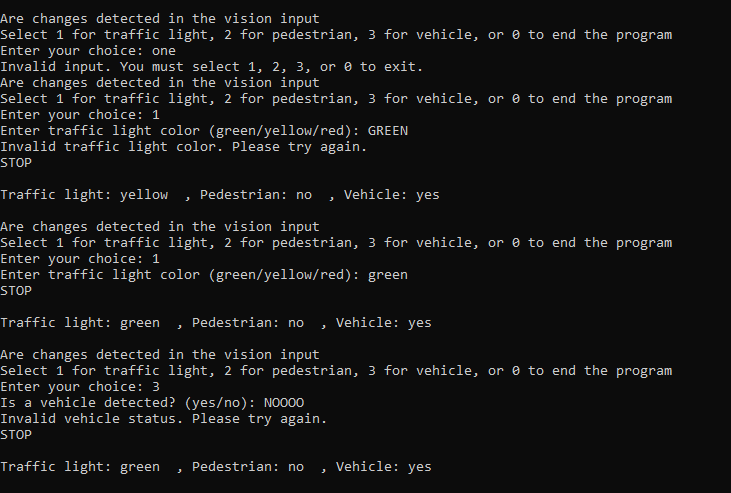 Are changes detected in the vision input
Select 1 for traffic light, 2 for pedestrian, 3 for vehicle, or 0 to end the program
Enter your choice: one
Invalid input. You must select 1, 2, 3, or 0 to exit.
Are changes detected in the vision input
Select 1 for traffic light, 2 for pedestrian, 3 for vehicle, or 0 to end the program
Enter your choice: 1
Enter traffic light color (green/yellow/red): GREEN
Invalid traffic light color. Please try again.
STOP
Traffic light: yellow  , Pedestrian: no  , Vehicle: yes
Are changes detected in the vision input
Select 1 for traffic light, 2 for pedestrian, 3 for vehicle, or 0 to end the program
Enter your choice: 1
Enter traffic light color (green/yellow/red): green
STOP
Traffic light: green  , Pedestrian: no  , Vehicle: yes
Are changes detected in the vision input
Select 1 for traffic light, 2 for pedestrian, 3 for vehicle, or 0 to end the program
Enter your choice: 3
Is a vehicle detected? (yes/no): NOOOO
Invalid vehicle status. Please try again.
STOP
Traffic light: green  , Pedestrian: no  , Vehicle: yes